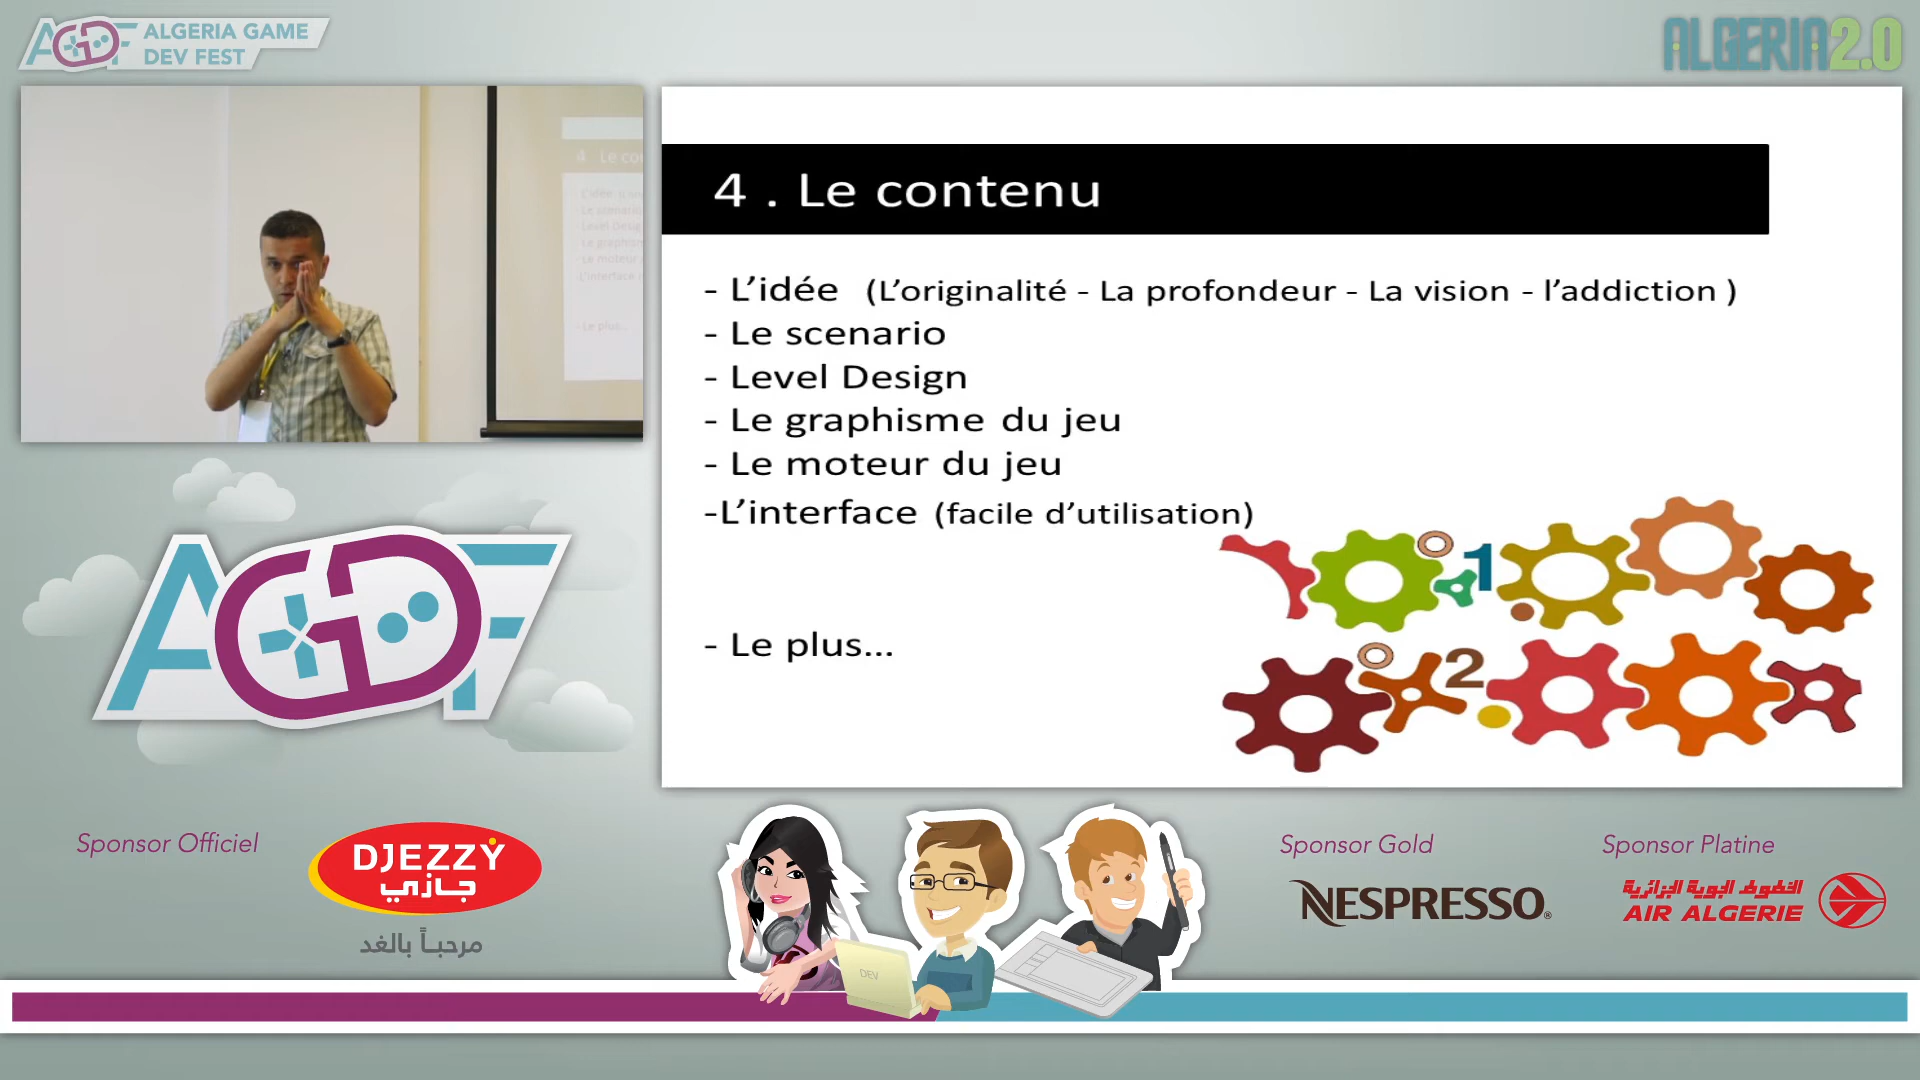 ALGERIA GAME
DEV FEST
AGDF
ALGERIA2.0
4 . Le contenu
- L’idée (L’originalité - La profondeur - La vision - l’addiction )
- Le scenario
- Level Design
- Le graphisme du jeu
- Le moteur du jeu
-L’interface (facile d’utilisation)
- Le plus...
1
2
AGDF
Sponsor Officiel
DJEZZY
جازي
مرحبــاً بالغد
DEV
Sponsor Gold
NESPRESSO®
Sponsor Platine
الخطوط الجوية الجزائرية
AIR ALGERIE